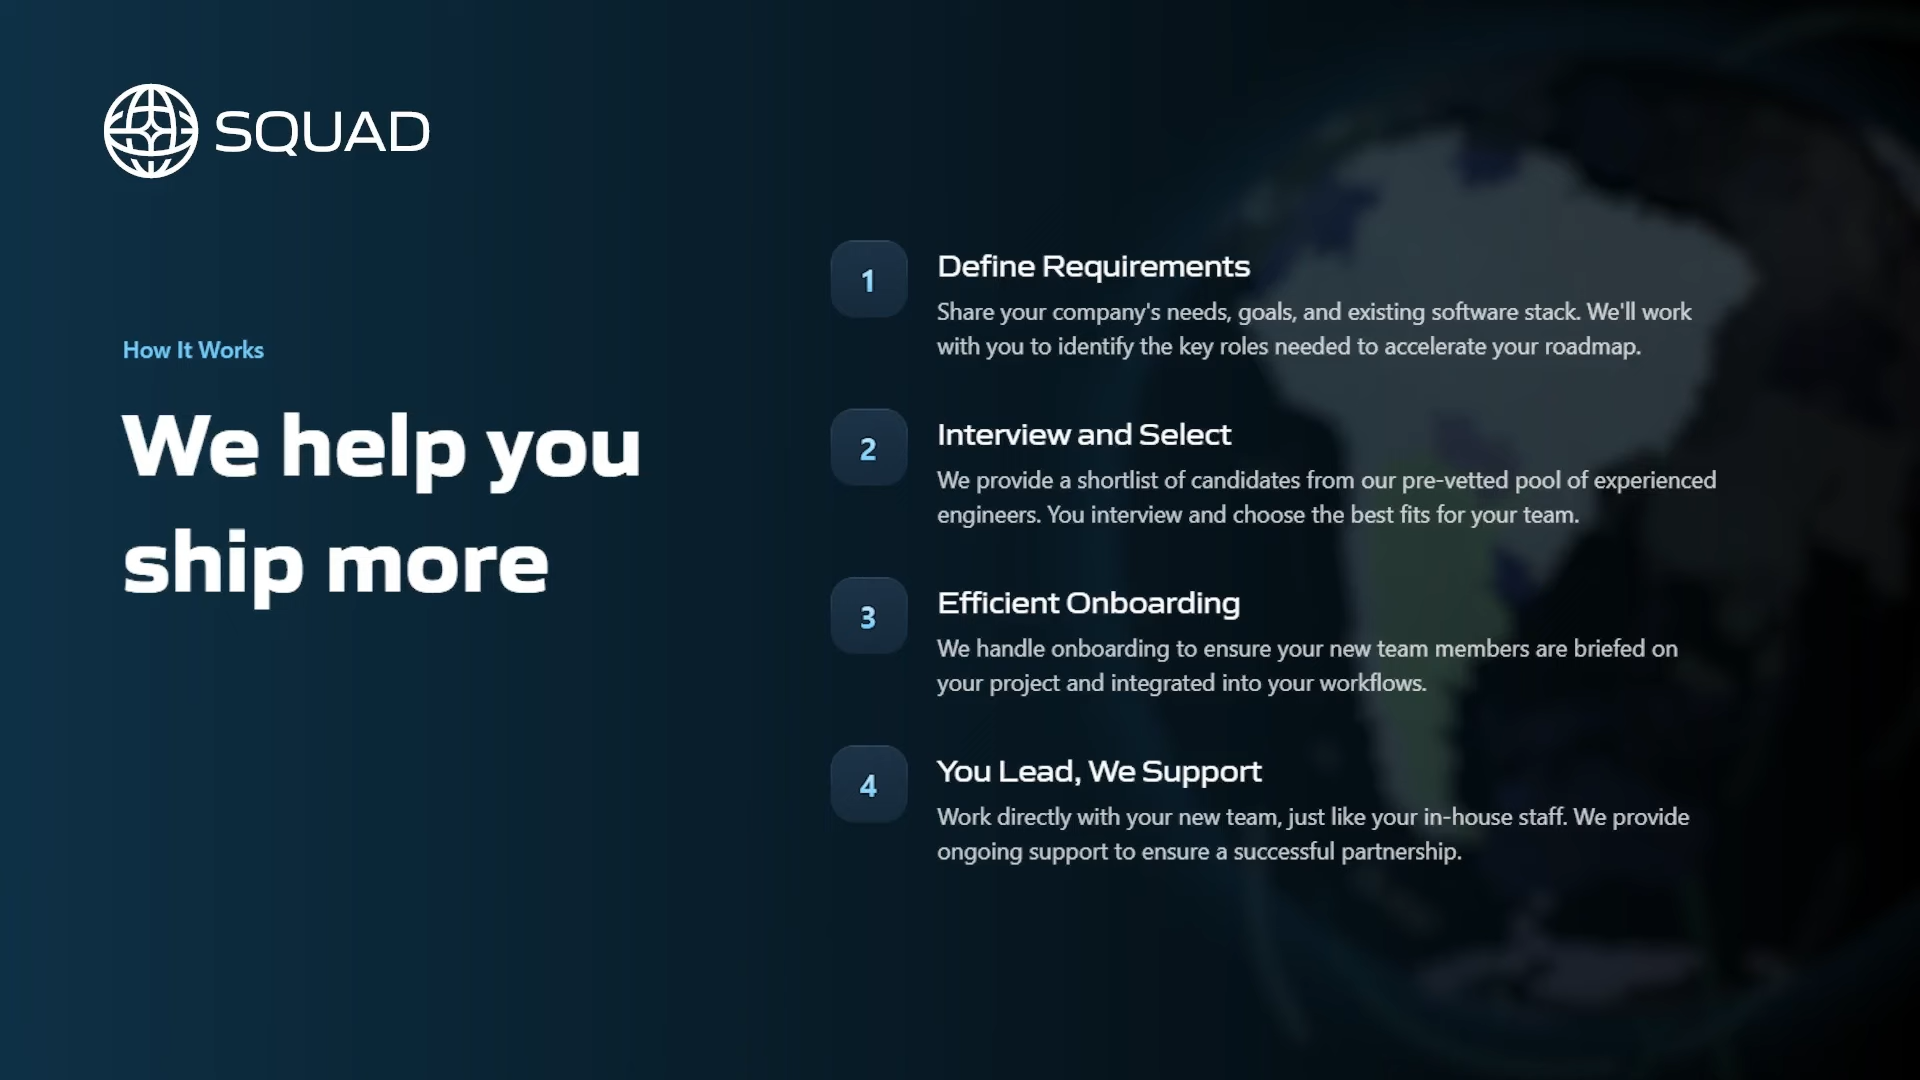 SQUAD
How It Works
We help you
ship more
1
Define Requirements
Share your company's needs, goals, and existing software stack. We'll work
with you to identify the key roles needed to accelerate your roadmap.
2
Interview and Select
We provide a shortlist of candidates from our pre-vetted pool of experienced
engineers. You interview and choose the best fits for your team.
3
Efficient Onboarding
We handle onboarding to ensure your new team members are briefed on
your project and integrated into your workflows.
4
You Lead, We Support
Work directly with your new team, just like your in-house staff. We provide
ongoing support to ensure a successful partnership.